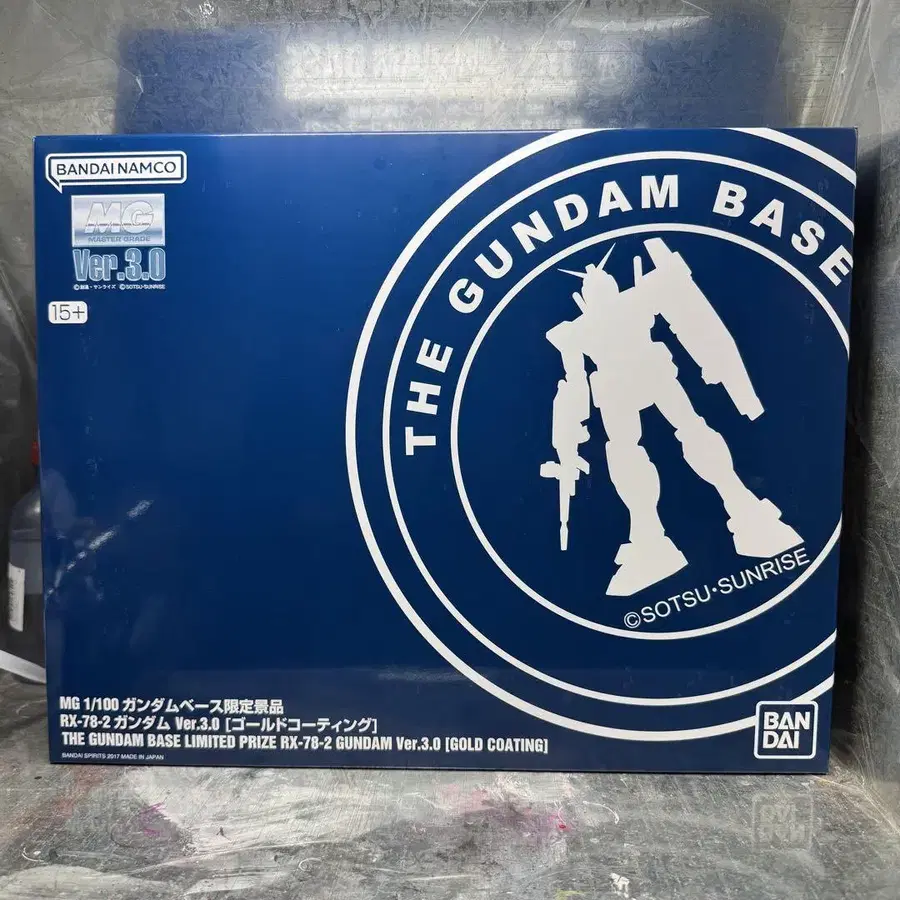 BANDAI NAMCO
MG
MASTER GRADE
Ver.3.0
©創通・サンライズ ©SOTSU・SUNRISE
15+
THE GUNDAM BASE
©SOTSU・SUNRISE
MG 1/100 ガンダムベース限定景品
RX-78-2 ガンダム Ver.3.0 [ゴールドコーティング]
THE GUNDAM BASE LIMITED PRIZE RX-78-2 GUNDAM Ver.3.0 [GOLD COATING]
BANDAI SPIRITS 2017 MADE IN JAPAN
BAN
DAI